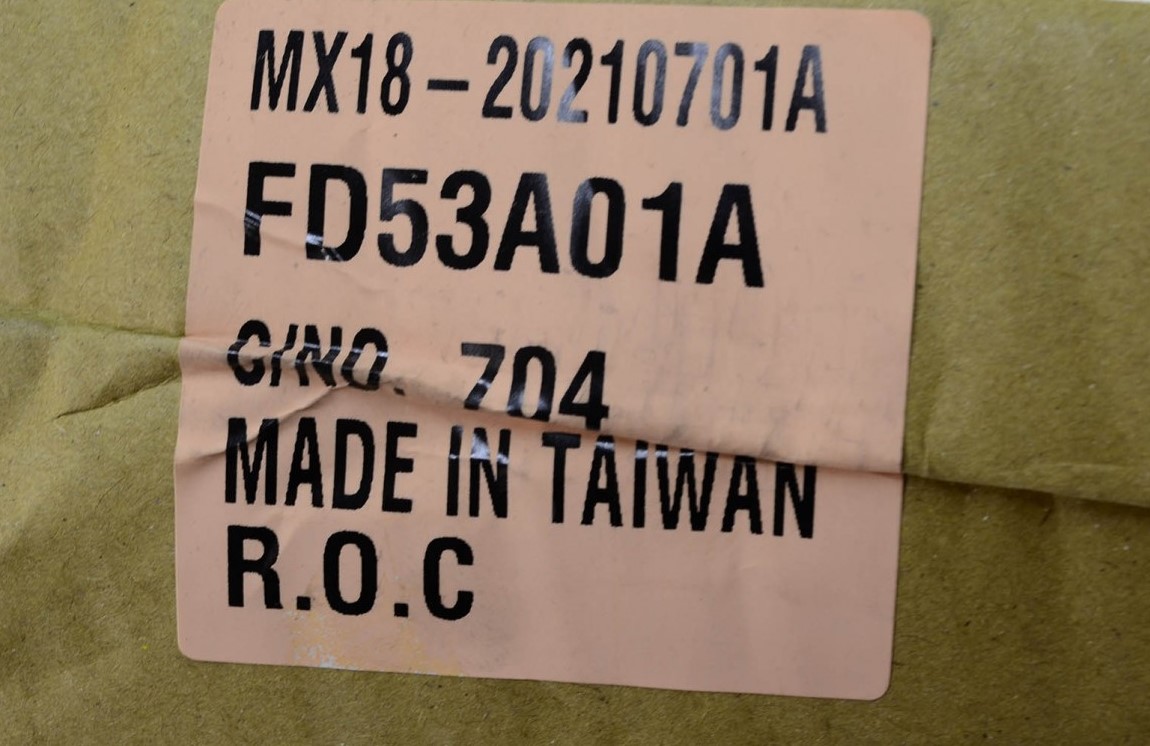 MX18-20210701A
FD53A01A
C/NO. 704
MADE IN TAIWAN
R.O.C